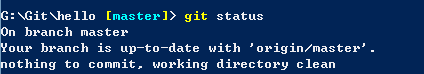 G:\Git\hello [master]> git status
On branch master
Your branch is up-to-date with 'origin/master'.
nothing to commit, working directory clean